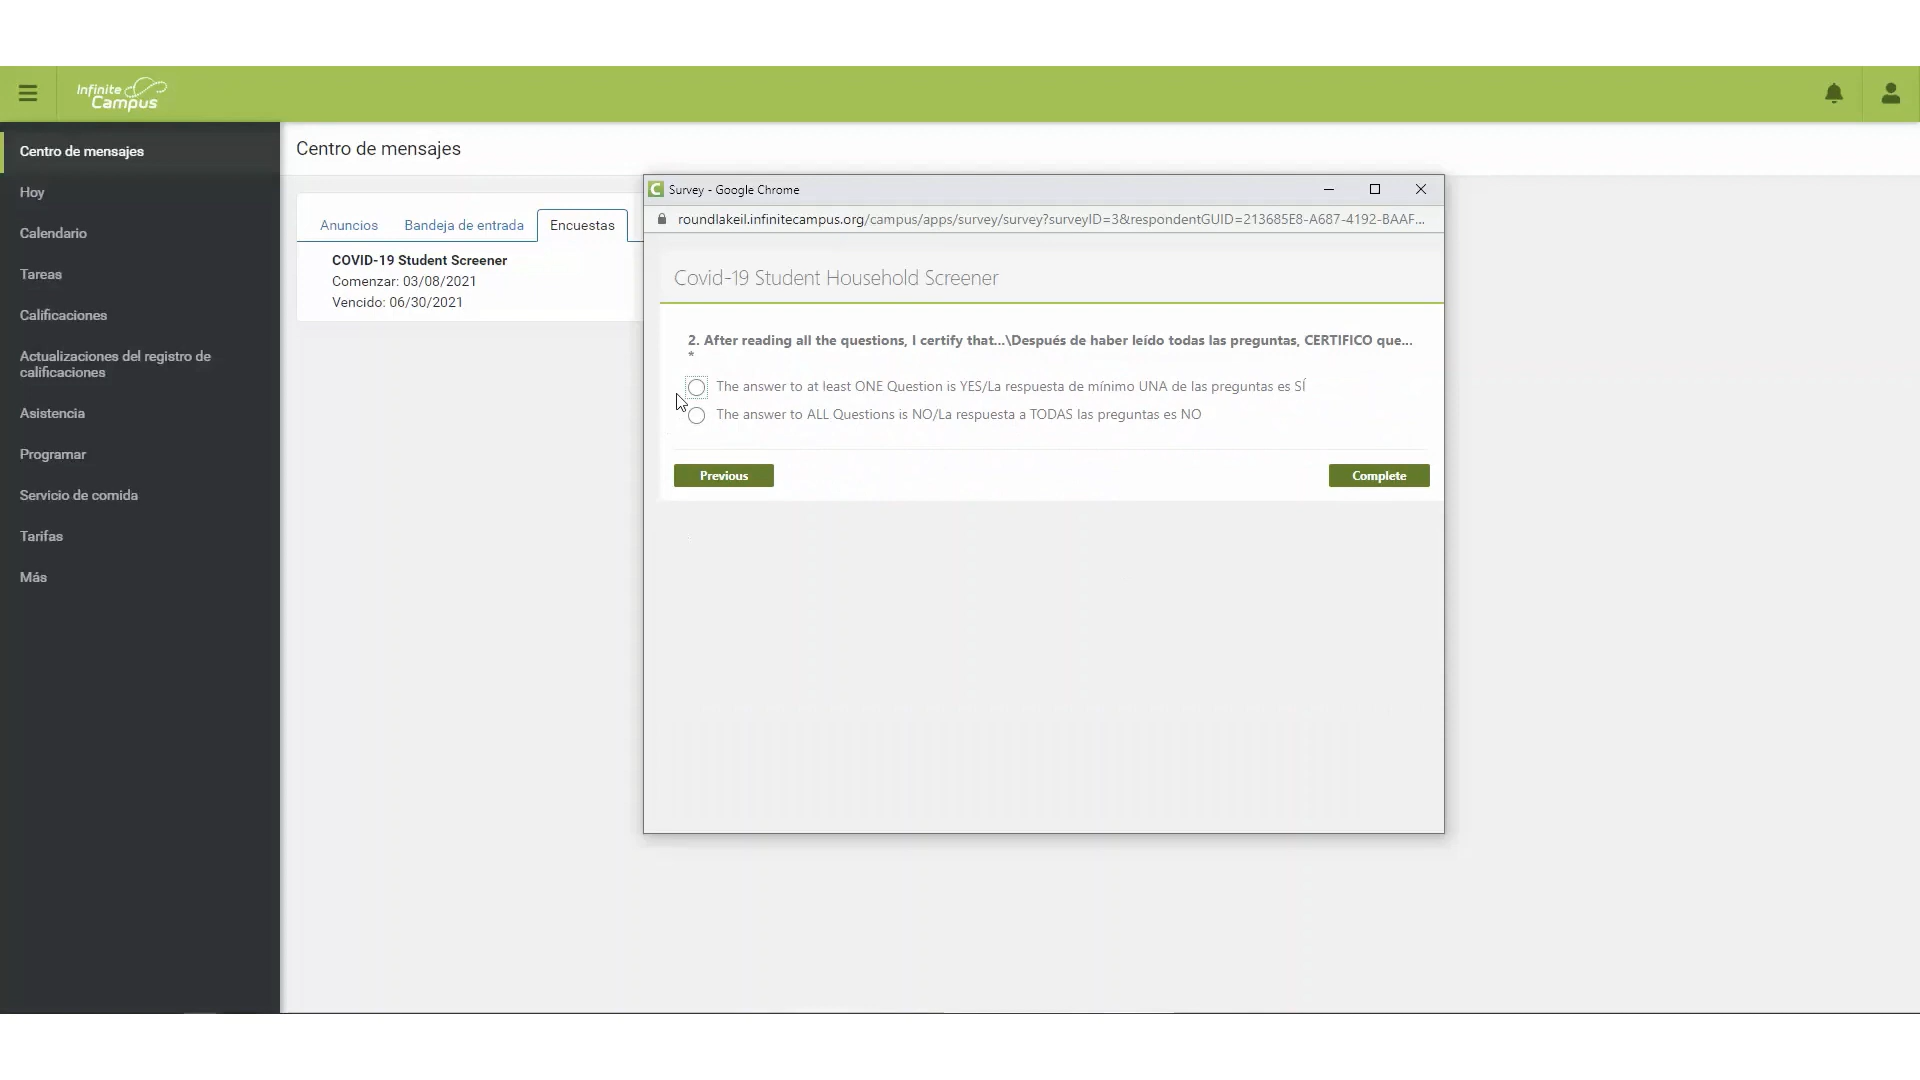 Infinite
Campus
Centro de mensajes
Hoy
Calendario
Tareas
Calificaciones
Actualizaciones del registro de
calificaciones
Asistencia
Programar
Servicio de comida
Tarifas
Más
Centro de mensajes
Anuncios
Bandeja de entrada
Encuestas
COVID-19 Student Screener
Comenzar: 03/08/2021
Vencido: 06/30/2021
Survey - Google Chrome
roundlakeil.infinitecampus.org/campus/apps/survey/survey?surveyID=3&respondentGUID=213685E8-A687-4192-BAAF...
Covid-19 Student Household Screener
2. After reading all the questions, I certify that...\Después de haber leído todas las preguntas, CERTIFICO que...
*
The answer to at least ONE Question is YES/La respuesta de mínimo UNA de las preguntas es SÍ
The answer to ALL Questions is NO/La respuesta a TODAS las preguntas es NO
Previous
Complete